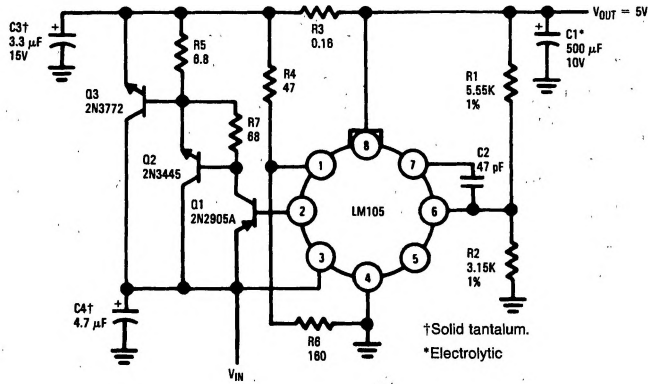 C3†
3.3 µF
15V
R3
0.16
VOUT = 5V
C1*
500 µF
10V
R5
6.8
R4
47
R1
5.55K
1%
Q3
2N3772
R7
68
C2
47 pF
Q2
2N3445
Q1
2N2905A
LM105
1
8
7
2
6
3
4
5
R2
3.15K
1%
C4†
4.7 µF
R6
160
VIN
†Solid tantalum.
*Electrolytic